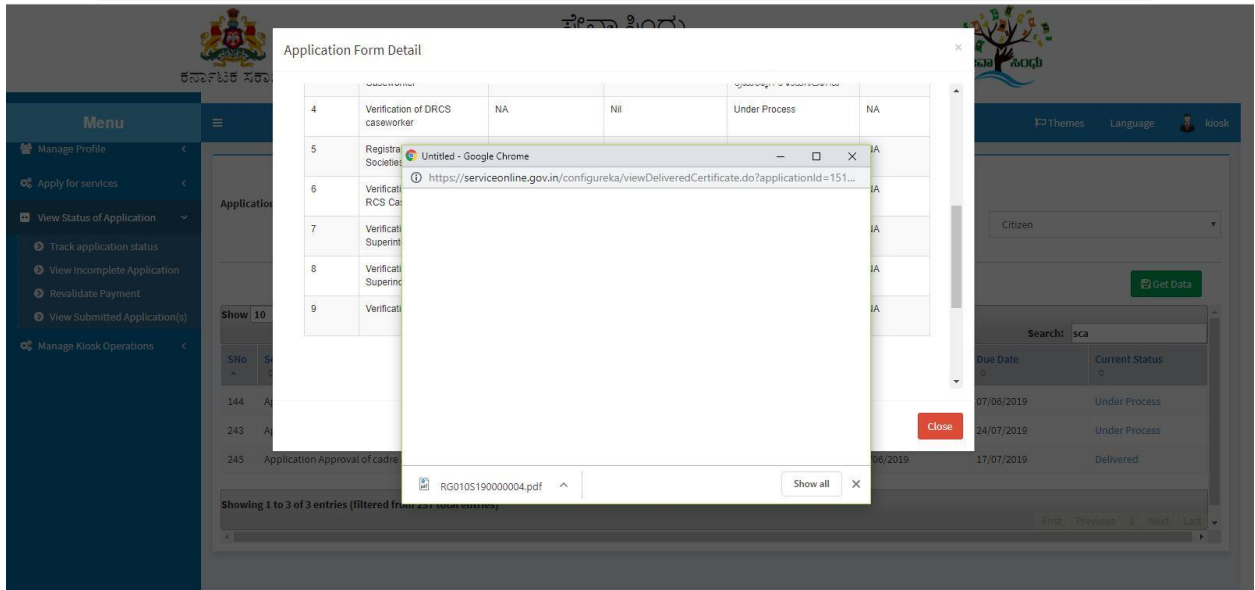 ಸೇವಾ ಸಿಂಧು
ಕರ್ನಾಟಕ
ಸಿಂಧು
Application Form Detail
×
4 Verification of DRCS caseworker NA Nil Under Process NA
5 Registra
Societies
6 Verificati
RCS Ca
7 Verificati
Superint
8 Verificati
Superinc
9 Verificati
Untitled - Google Chrome
https://serviceonline.gov.in/configureka/viewDeliveredCertificate.do?applicationId=151...
RG010S190000004.pdf
Show all
Close
Menu
Manage Profile
Apply for services
View Status of Application
Track application status
View Incomplete Application
Revalidate Payment
View Submitted Application(s)
Manage Kiosk Operations
Themes Language kiosk
Citizen
Get Data
Show 10
Search: sca
SNo Due Date Current Status
144 07/06/2019 Under Process
243 24/07/2019 Under Process
245 Application Approval of cadre 06/2019 17/07/2019 Delivered
Showing 1 to 3 of 3 entries (filtered from 251 total entries)
First Previous 1 Next Last